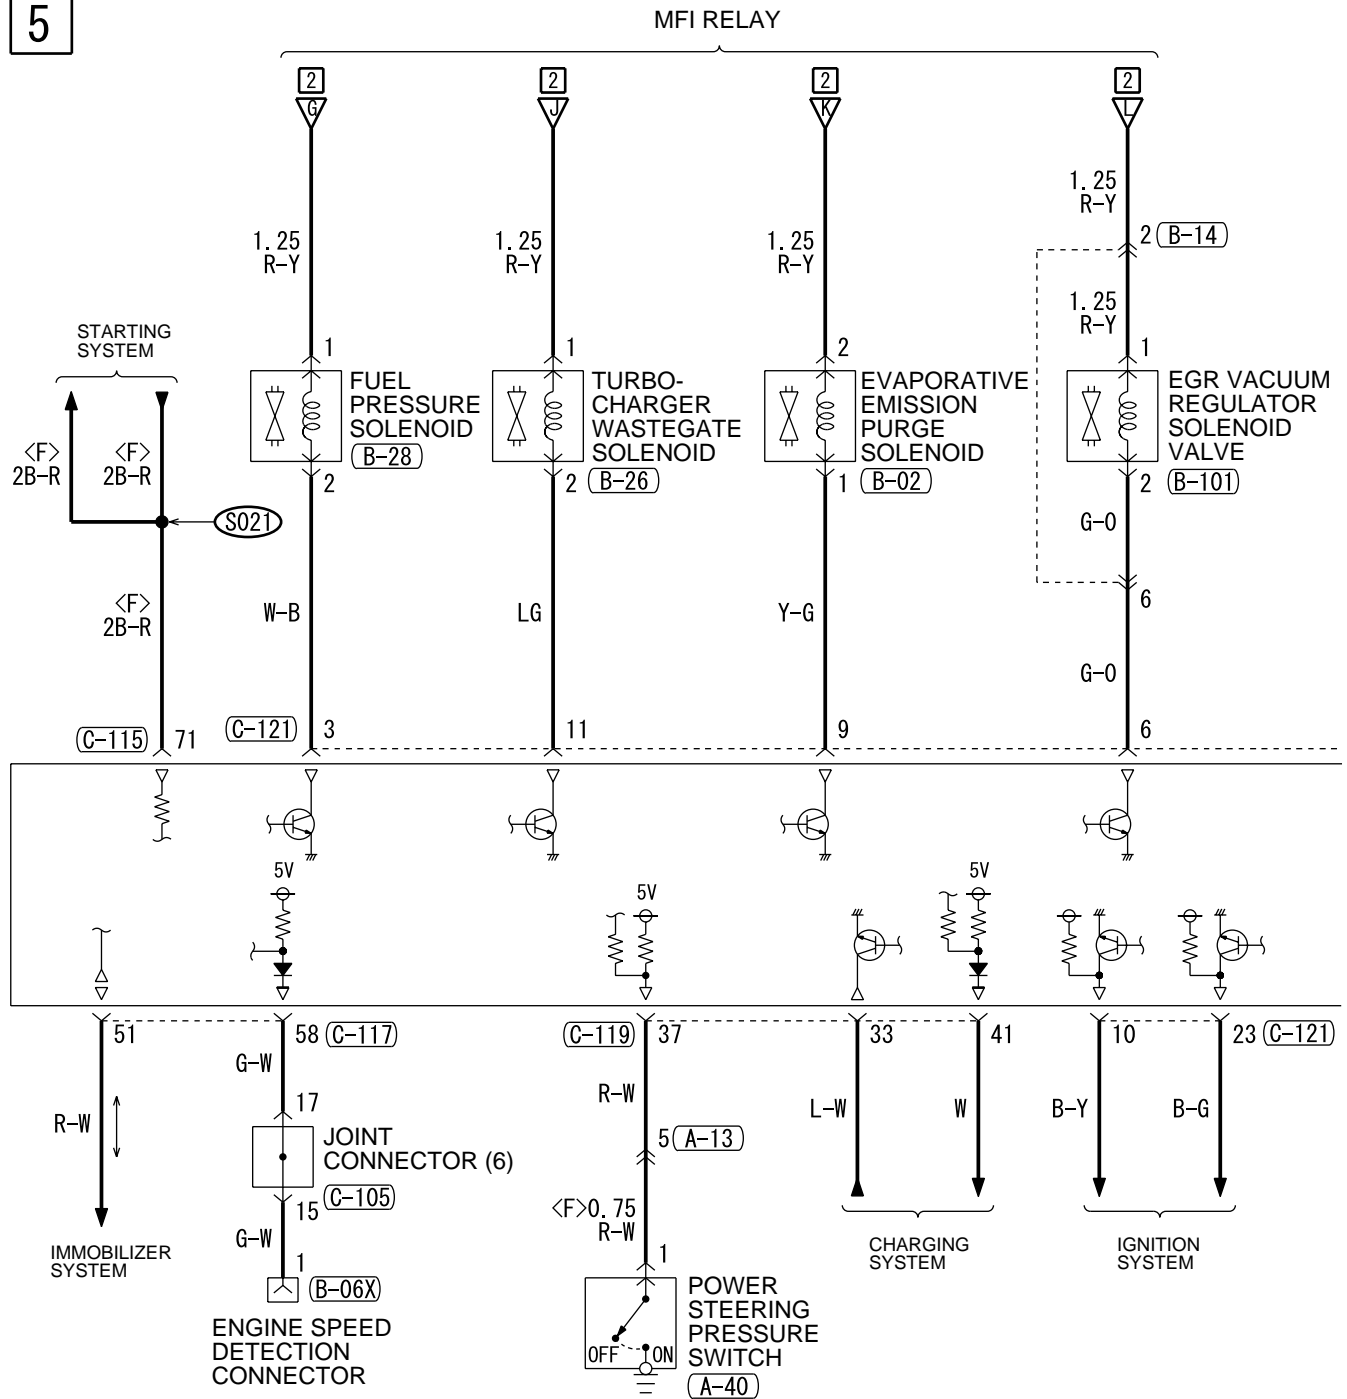 5
MFI RELAY
2
2
2
2
G
J
K
L
1.25
R-Y
2
B-14
1.25
R-Y
1.25
R-Y
1.25
R-Y
1.25
R-Y
STARTING
SYSTEM
1
1
2
1
FUEL
PRESSURE
SOLENOID
B-28
TURBO-
CHARGER
WASTEGATE
SOLENOID
B-26
EVAPORATIVE
EMISSION
PURGE
SOLENOID
B-02
EGR VACUUM
REGULATOR
SOLENOID
VALVE
B-101
<F>
2B-R
<F>
2B-R
2
2
1
2
S021
G-O
<F>
2B-R
W-B
LG
Y-G
6
G-O
C-115
71
C-121
3
11
9
6
5V
5V
5V
51
58
C-117
C-119
37
33
41
10
23
C-121
G-W
R-W
17
R-W
L-W
W
B-Y
B-G
JOINT
CONNECTOR (6)
5
A-13
C-105
15
<F>0.75
R-W
G-W
1
1
IMMOBILIZER
SYSTEM
CHARGING
SYSTEM
IGNITION
SYSTEM
B-06X
ENGINE SPEED
DETECTION
CONNECTOR
OFF
ON
POWER
STEERING
PRESSURE
SWITCH
A-40